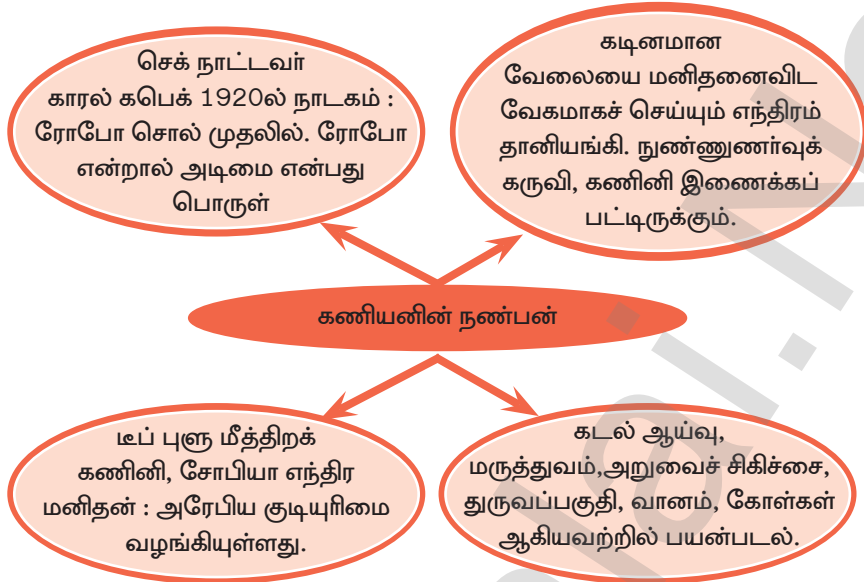 செக் நாட்டவர்
காரல் கபெக் 1920ல் நாடகம் :
ரோபோ சொல் முதலில். ரோபோ
என்றால் அடிமை என்பது
பொருள்
கடினமான
வேலையை மனிதனைவிட
வேகமாகச் செய்யும் எந்திரம்
தானியங்கி. நுண்ணுணர்வுக்
கருவி, கணினி இணைக்கப்
பட்டிருக்கும்.
கணியனின் நண்பன்
டீப் புளு மீத்திறக்
கணினி, சோபியா எந்திர
மனிதன் : அரேபிய குடியுரிமை
வழங்கியுள்ளது.
கடல் ஆய்வு,
மருத்துவம்,அறுவைச் சிகிச்சை,
துருவப்பகுதி, வானம், கோள்கள்
ஆகியவற்றில் பயன்படல்.